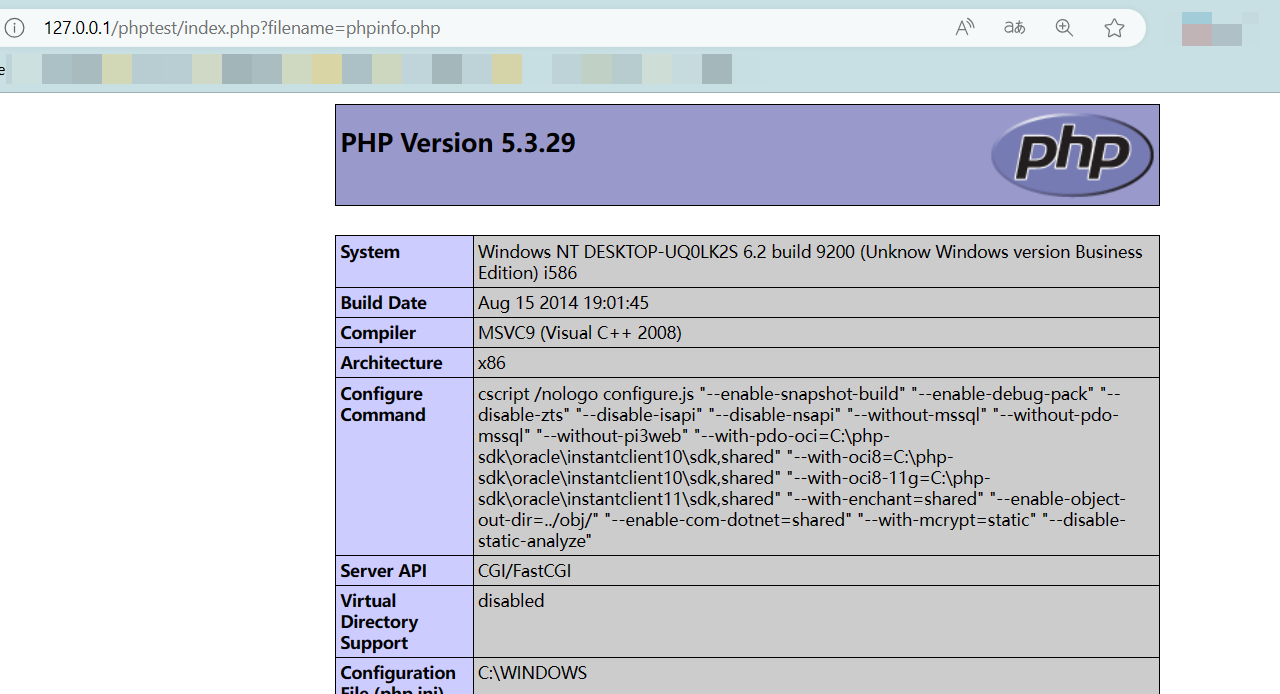 127.0.0.1/phptest/index.php?filename=phpinfo.php
e
PHP Version 5.3.29
php
System
Windows NT DESKTOP-UQ0LK2S 6.2 build 9200 (Unknow Windows version Business
Edition) i586
Build Date
Aug 15 2014 19:01:45
Compiler
MSVC9 (Visual C++ 2008)
Architecture
x86
Configure
Command
cscript /nologo configure.js "--enable-snapshot-build" "--enable-debug-pack" "--
disable-zts" "--disable-isapi" "--disable-nsapi" "--without-mssql" "--without-pdo-
mssql" "--without-pi3web" "--with-pdo-oci=C:\php-
sdk\oracle\instantclient10\sdk,shared" "--with-oci8=C:\php-
sdk\oracle\instantclient10\sdk,shared" "--with-oci8-11g=C:\php-
sdk\oracle\instantclient11\sdk,shared" "--with-enchant=shared" "--enable-object-
out-dir=../obj/" "--enable-com-dotnet=shared" "--with-mcrypt=static" "--disable-
static-analyze"
Server API
CGI/FastCGI
Virtual
Directory
Support
disabled
Configuration
File (php.ini)
C:\WINDOWS